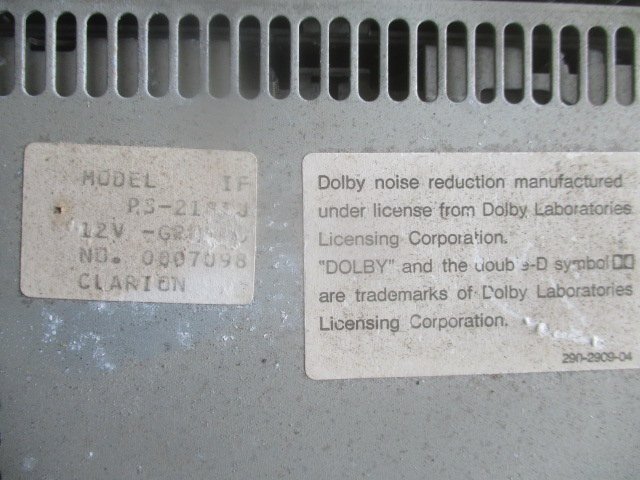 MODEL IF
12V
NO. 0007098
CLARION
Dolby noise reduction manufactured
under license from Dolby Laboratories
Licensing Corporation.
"DOLBY" and the double-D symbol
are trademarks of Dolby Laboratories
Licensing Corporation.
290-2909-04